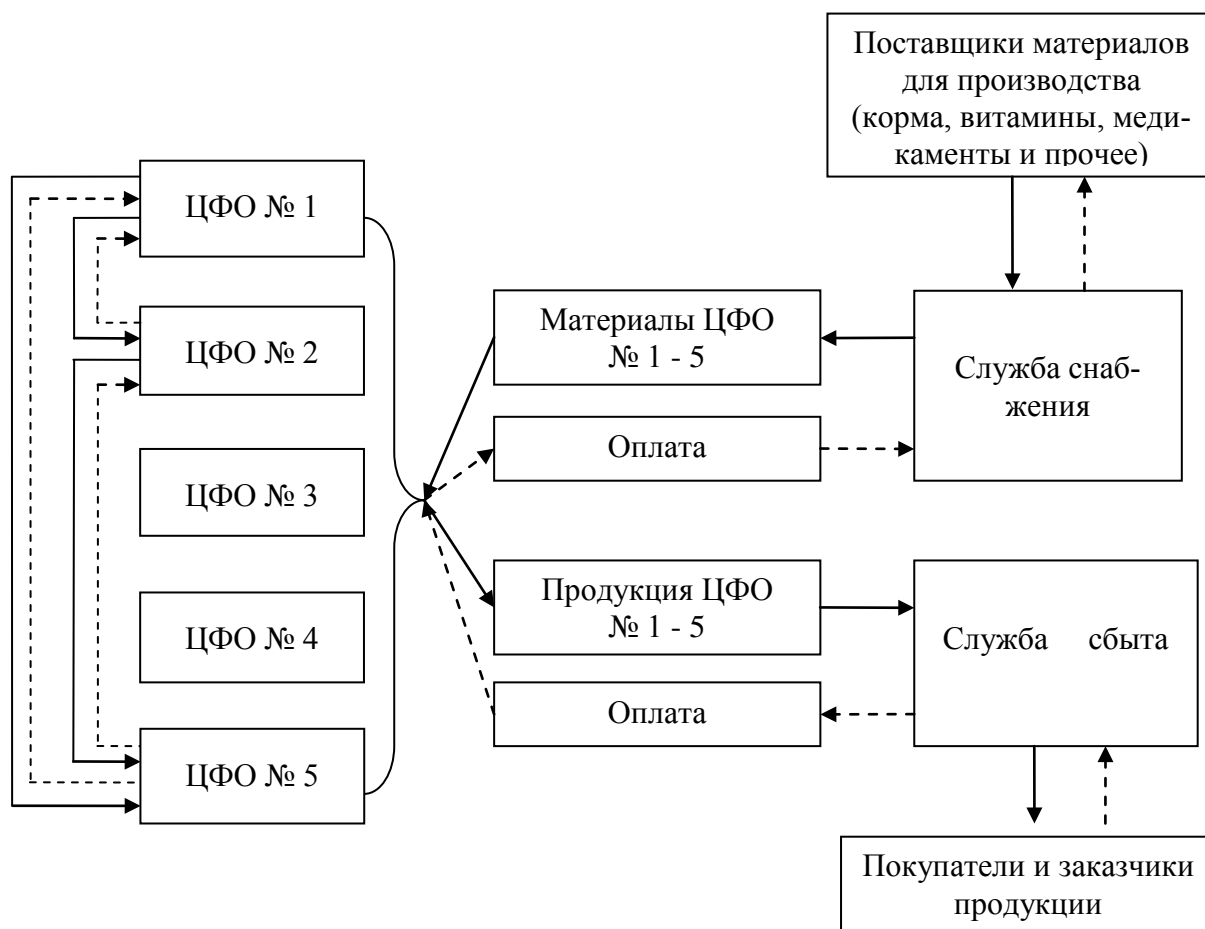 Поставщики материалов
для производства
(корма, витамины, меди-
каменты и прочее)
ЦФО № 1
ЦФО № 2
ЦФО № 3
ЦФО № 4
ЦФО № 5
Материалы ЦФО
№ 1 - 5
Оплата
Служба снаб-
жения
Продукция ЦФО
№ 1 - 5
Оплата
Служба сбыта
Покупатели и заказчики
продукции